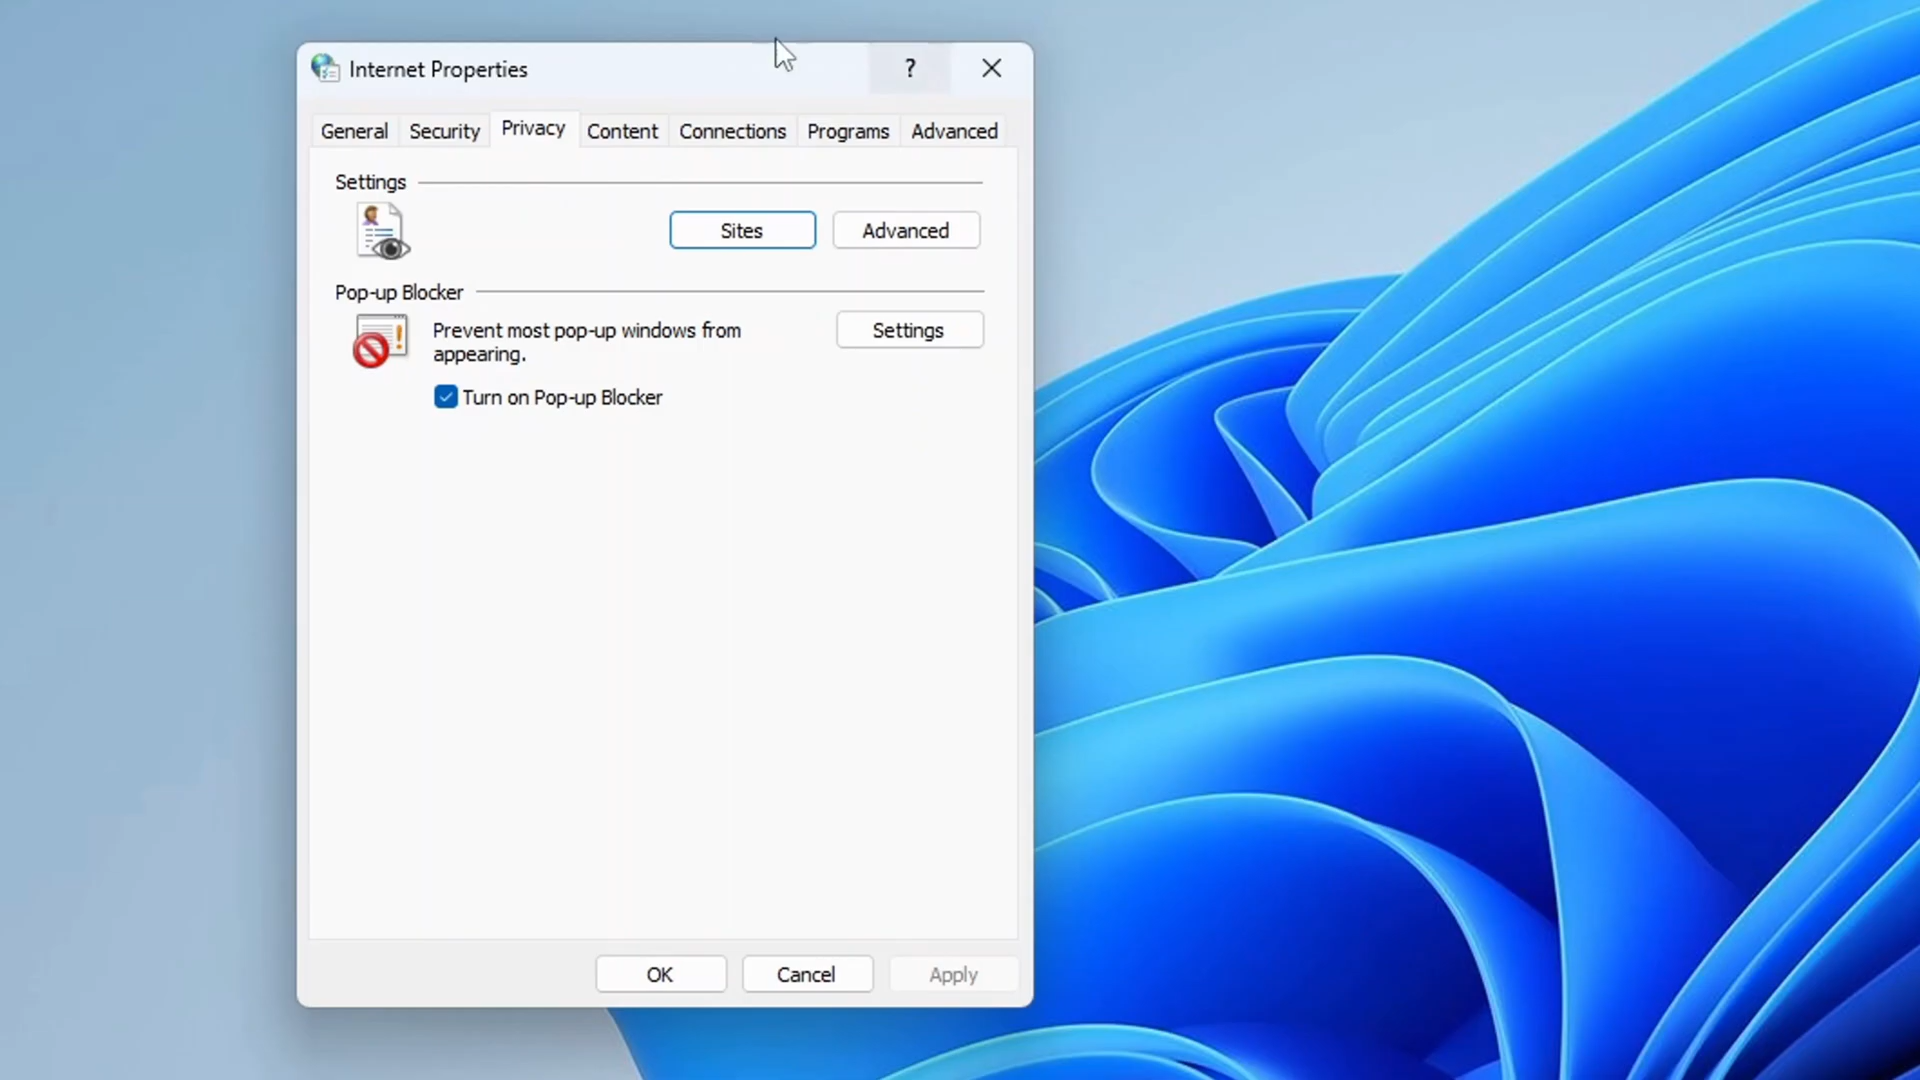 Internet Properties
?
General Security Privacy Content Connections Programs Advanced
Settings
Sites Advanced
Pop-up Blocker
Prevent most pop-up windows from
appearing.
Settings
Turn on Pop-up Blocker
OK Cancel Apply